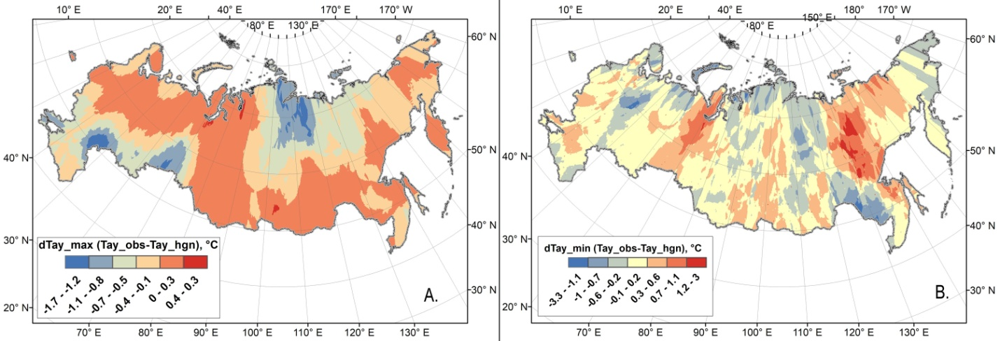 10° E 20° E 40° E 170° E 170° W
80° E 130° E
60° N
50° N
40° N
40° N
30° N
30° N
20° N
dTay_max (Tay_obs-Tay_hgn), °C
-1.7 - -1.2
-1.1 - -0.8
-0.7 - -0.5
-0.4 - -0.1
0 - 0.3
0.4 - 0.3
A.
70° E 80° E 90° E 100° E 110° E 120° E 130° E
10° E 20° E 40° E 180° 170° W
80° E 150° E
60° N
50° N
40° N
40° N
30° N
30° N
20° N
dTay_min (Tay_obs-Tay_hgn), °C
-3.3 - -1.1
-1 - -0.7
-0.6 - -0.2
-0.1 - 0.2
0.3 - 0.6
0.7 - 1.1
1.2 - 3
B.
70° E 80° E 90° E 100° E 110° E 120° E 130° E